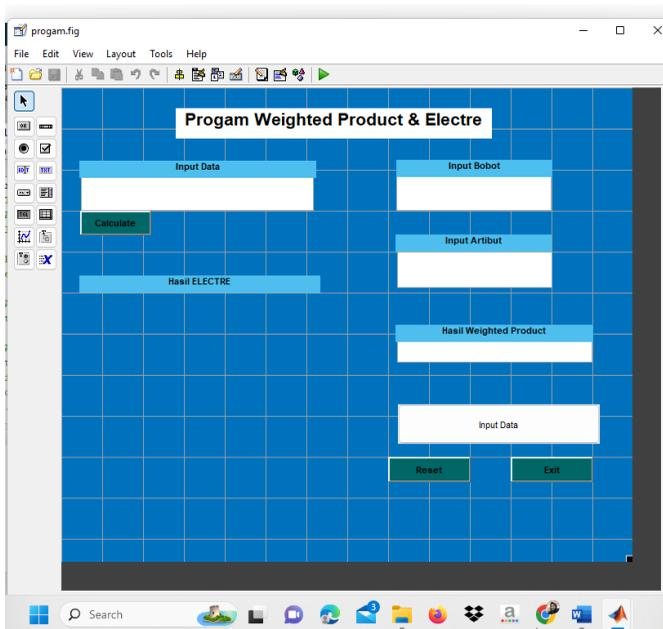 progam.fig
File Edit View Layout Tools Help
Progam Weighted Product & Electre
Input Data
Input Bobot
Calculate
Input Artibut
Hasil ELECTRE
Hasil Weighted Product
Input Data
Reset
Exit
Search
3